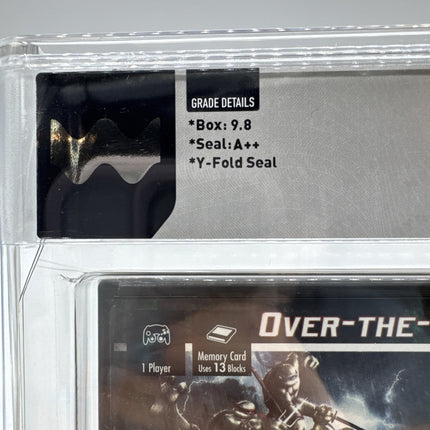 GRADE DETAILS
*Box: 9.8
*Seal: A++
*Y-Fold Seal
OVER-THE-
1 Player
Memory Card
Uses 13 Blocks